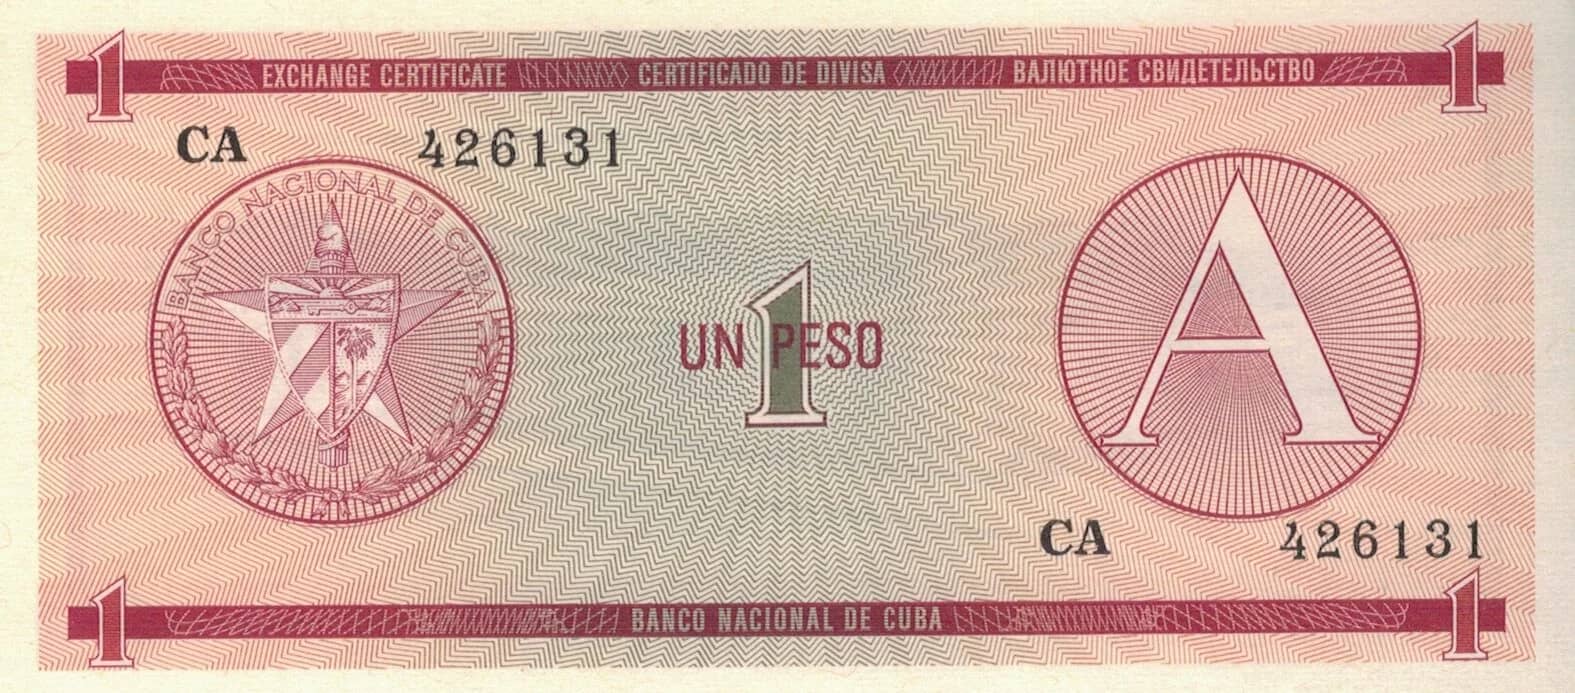 1 EXCHANGE CERTIFICATE CERTIFICADO DE DIVISA ВАЛЮТНОЕ СВИДЕТЕЛЬСТВО 1
CA 426131
BANCO NACIONAL DE CUBA
UN PESO
1
A
CA 426131
1 BANCO NACIONAL DE CUBA 1